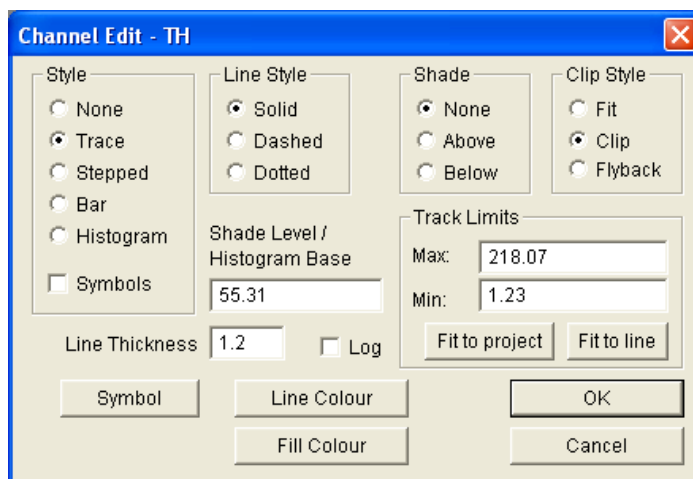 Channel Edit - TH
Style
None
Trace
Stepped
Bar
Histogram
Symbols
Line Style
Solid
Dashed
Dotted
Shade
None
Above
Below
Clip Style
Fit
Clip
Flyback
Shade Level /
Histogram Base
55.31
Track Limits
Max: 218.07
Min: 1.23
Fit to project Fit to line
Line Thickness 1.2 Log
Symbol Line Colour OK
Fill Colour Cancel